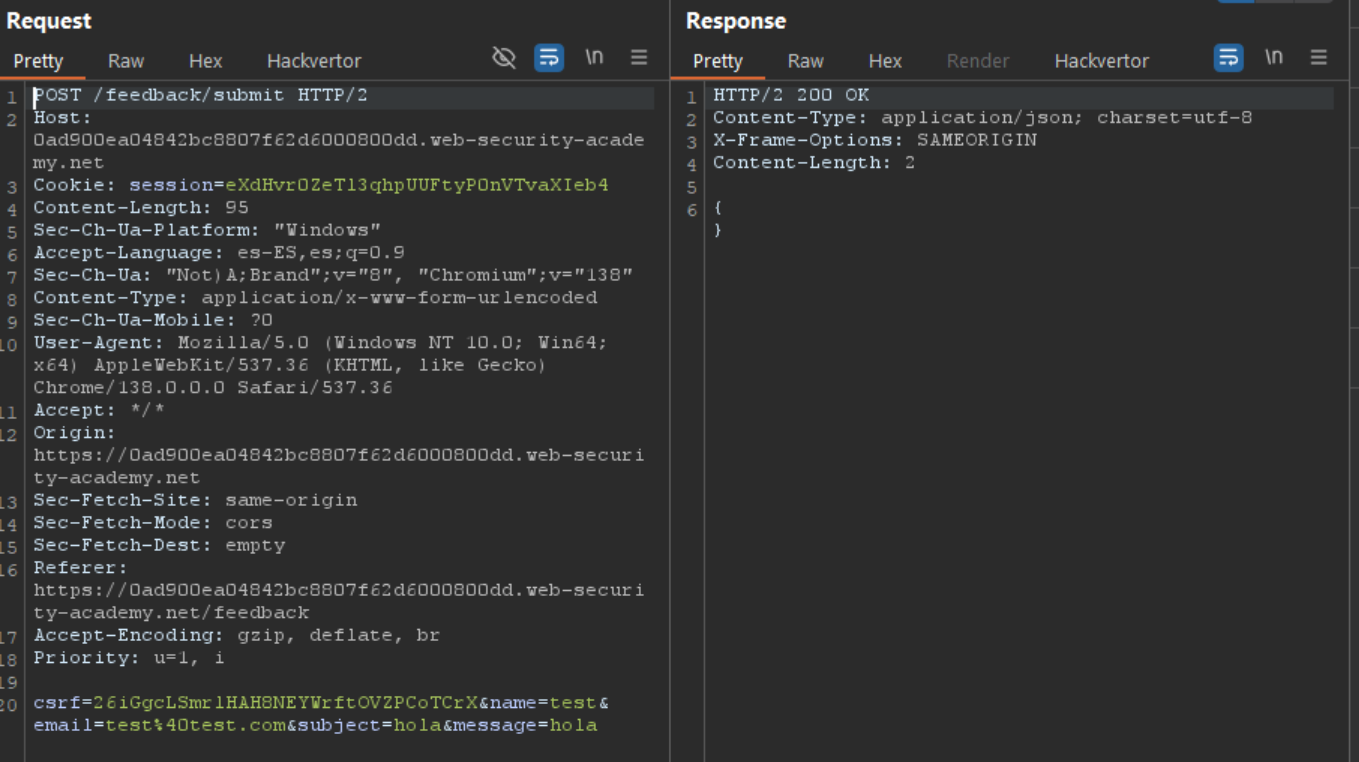 Request
Pretty Raw Hex Hackvertor \n
1 POST /feedback/submit HTTP/2
2 Host:
0ad900ea04842bc8807f62d6000800dd.web-security-acade
my.net
3 Cookie: session=eXdHvrOZeTl3qhpUUFtyP0nVTvaXIeb4
4 Content-Length: 95
5 Sec-Ch-Ua-Platform: "Windows"
6 Accept-Language: es-ES,es;q=0.9
7 Sec-Ch-Ua: "Not)A;Brand";v="8", "Chromium";v="138"
8 Content-Type: application/x-www-form-urlencoded
9 Sec-Ch-Ua-Mobile: ?0
10 User-Agent: Mozilla/5.0 (Windows NT 10.0; Win64;
x64) AppleWebKit/537.36 (KHTML, like Gecko)
Chrome/138.0.0.0 Safari/537.36
11 Accept: */*
12 Origin:
https://0ad900ea04842bc8807f62d6000800dd.web-securi
ty-academy.net
13 Sec-Fetch-Site: same-origin
14 Sec-Fetch-Mode: cors
15 Sec-Fetch-Dest: empty
16 Referer:
https://0ad900ea04842bc8807f62d6000800dd.web-securi
ty-academy.net/feedback
17 Accept-Encoding: gzip, deflate, br
18 Priority: u=1, i
19
20 csrf=26iGgcLSmrlHAH8NEYWrftOVZPCoTCrX&name=test&
email=test%40test.com&subject=hola&message=hola
Response
Pretty Raw Hex Render Hackvertor \n
1 HTTP/2 200 OK
2 Content-Type: application/json; charset=utf-8
3 X-Frame-Options: SAMEORIGIN
4 Content-Length: 2
5
6 {
}